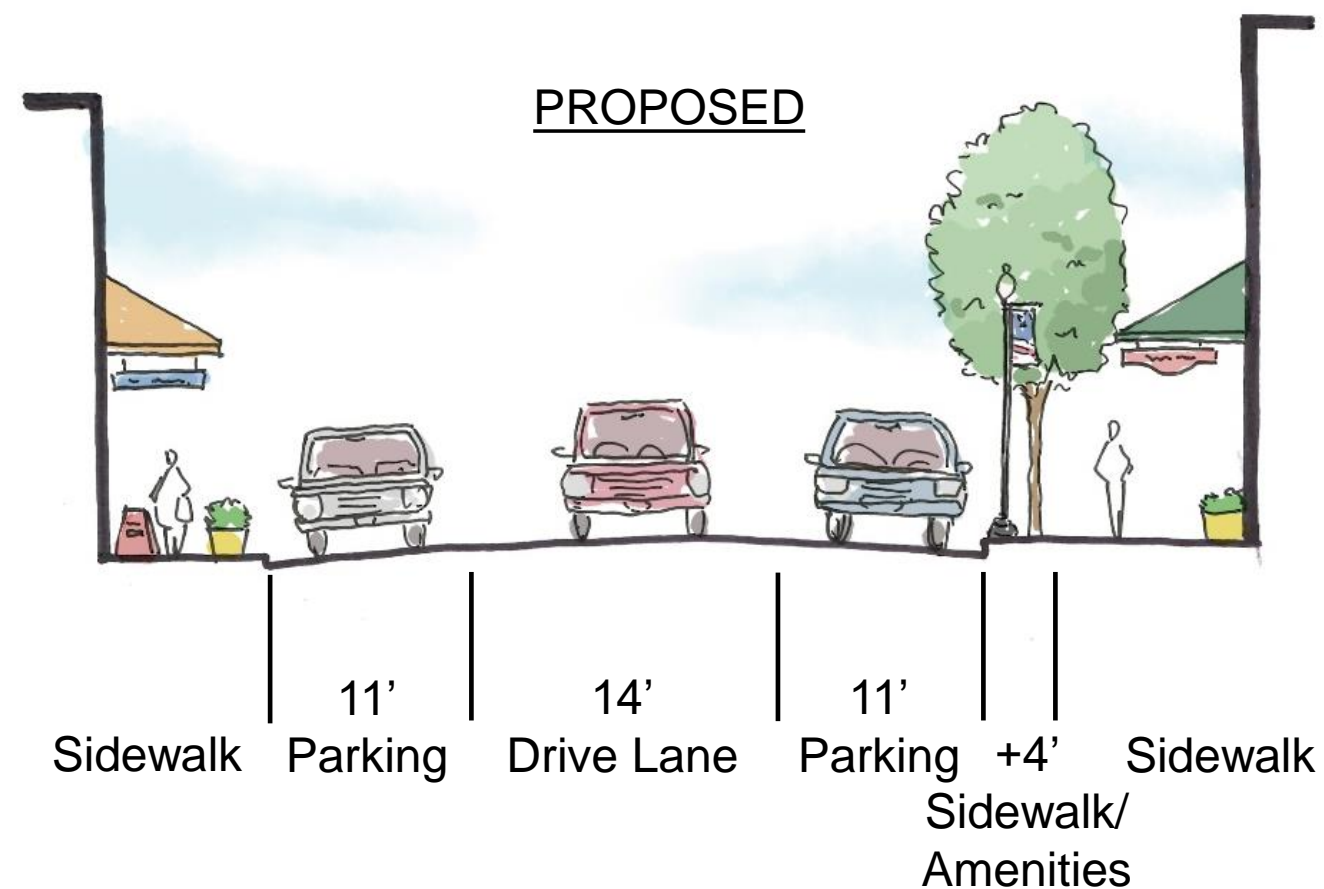 PROPOSED
11’ 14’ 11’
Sidewalk Parking Drive Lane Parking +4’ Sidewalk
Sidewalk/
Amenities